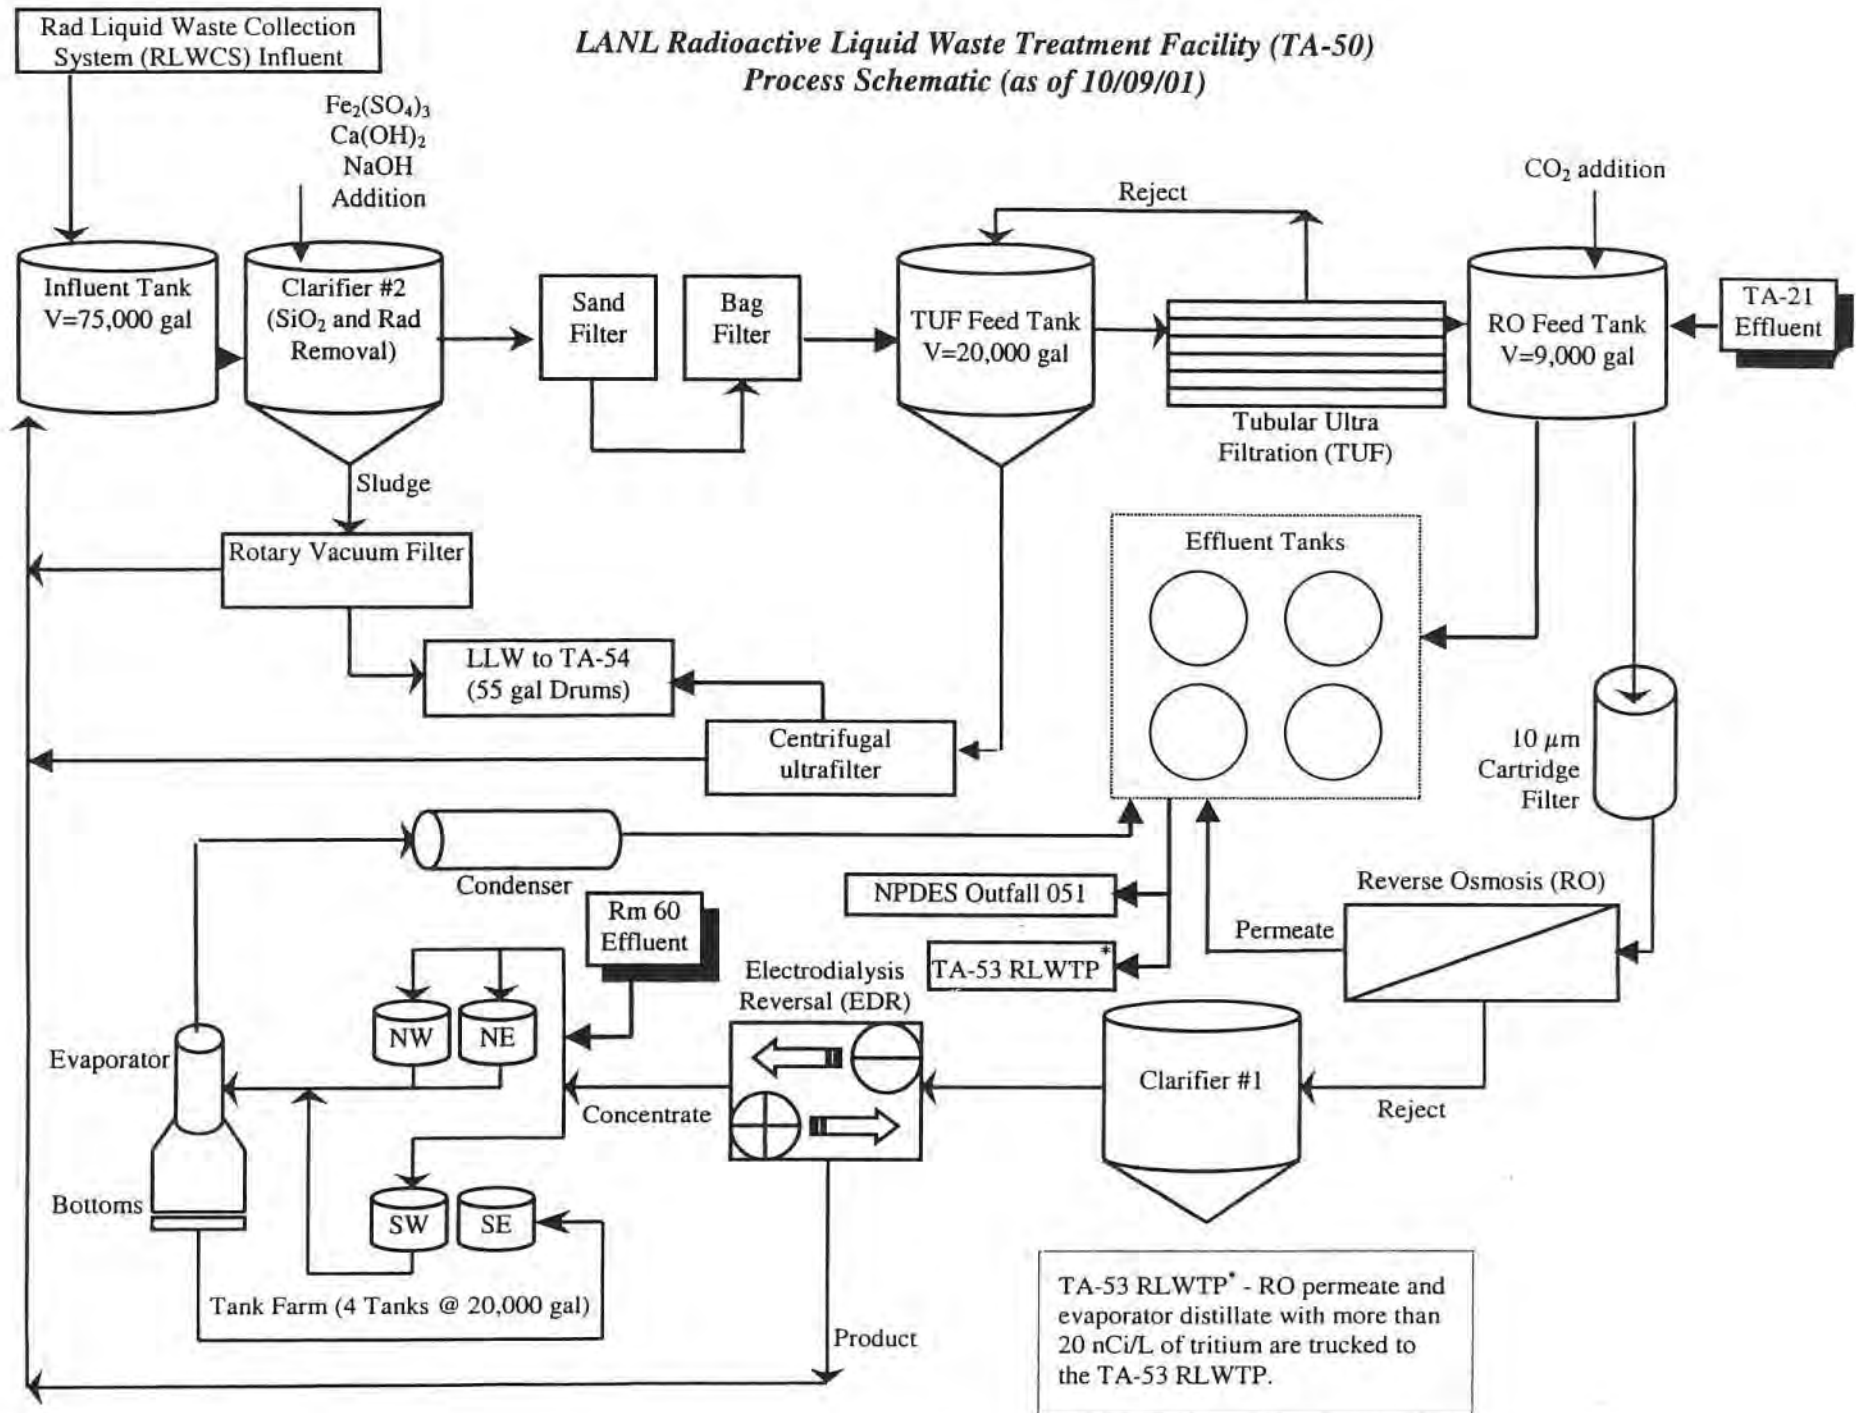 LANL Radioactive Liquid Waste Treatment Facility (TA-50)
Process Schematic (as of 10/09/01)
Rad Liquid Waste Collection
System (RLWCS) Influent
Fe₂(SO₄)₃
Ca(OH)₂
NaOH
Addition
Influent Tank
V=75,000 gal
Clarifier #2
(SiO₂ and Rad
Removal)
Sand
Filter
Bag
Filter
TUF Feed Tank
V=20,000 gal
Reject
Tubular Ultra
Filtration (TUF)
CO₂ addition
RO Feed Tank
V=9,000 gal
TA-21
Effluent
Sludge
Rotary Vacuum Filter
LLW to TA-54
(55 gal Drums)
Centrifugal
ultrafilter
Effluent Tanks
10 µm
Cartridge
Filter
Condenser
NPDES Outfall 051
TA-53 RLWTP*
Reverse Osmosis (RO)
Permeate
Reject
Rm 60
Effluent
Electrodialysis
Reversal (EDR)
Clarifier #1
Concentrate
NW
NE
SW
SE
Evaporator
Bottoms
Tank Farm (4 Tanks @ 20,000 gal)
Product
TA-53 RLWTP* - RO permeate and
evaporator distillate with more than
20 nCi/L of tritium are trucked to
the TA-53 RLWTP.